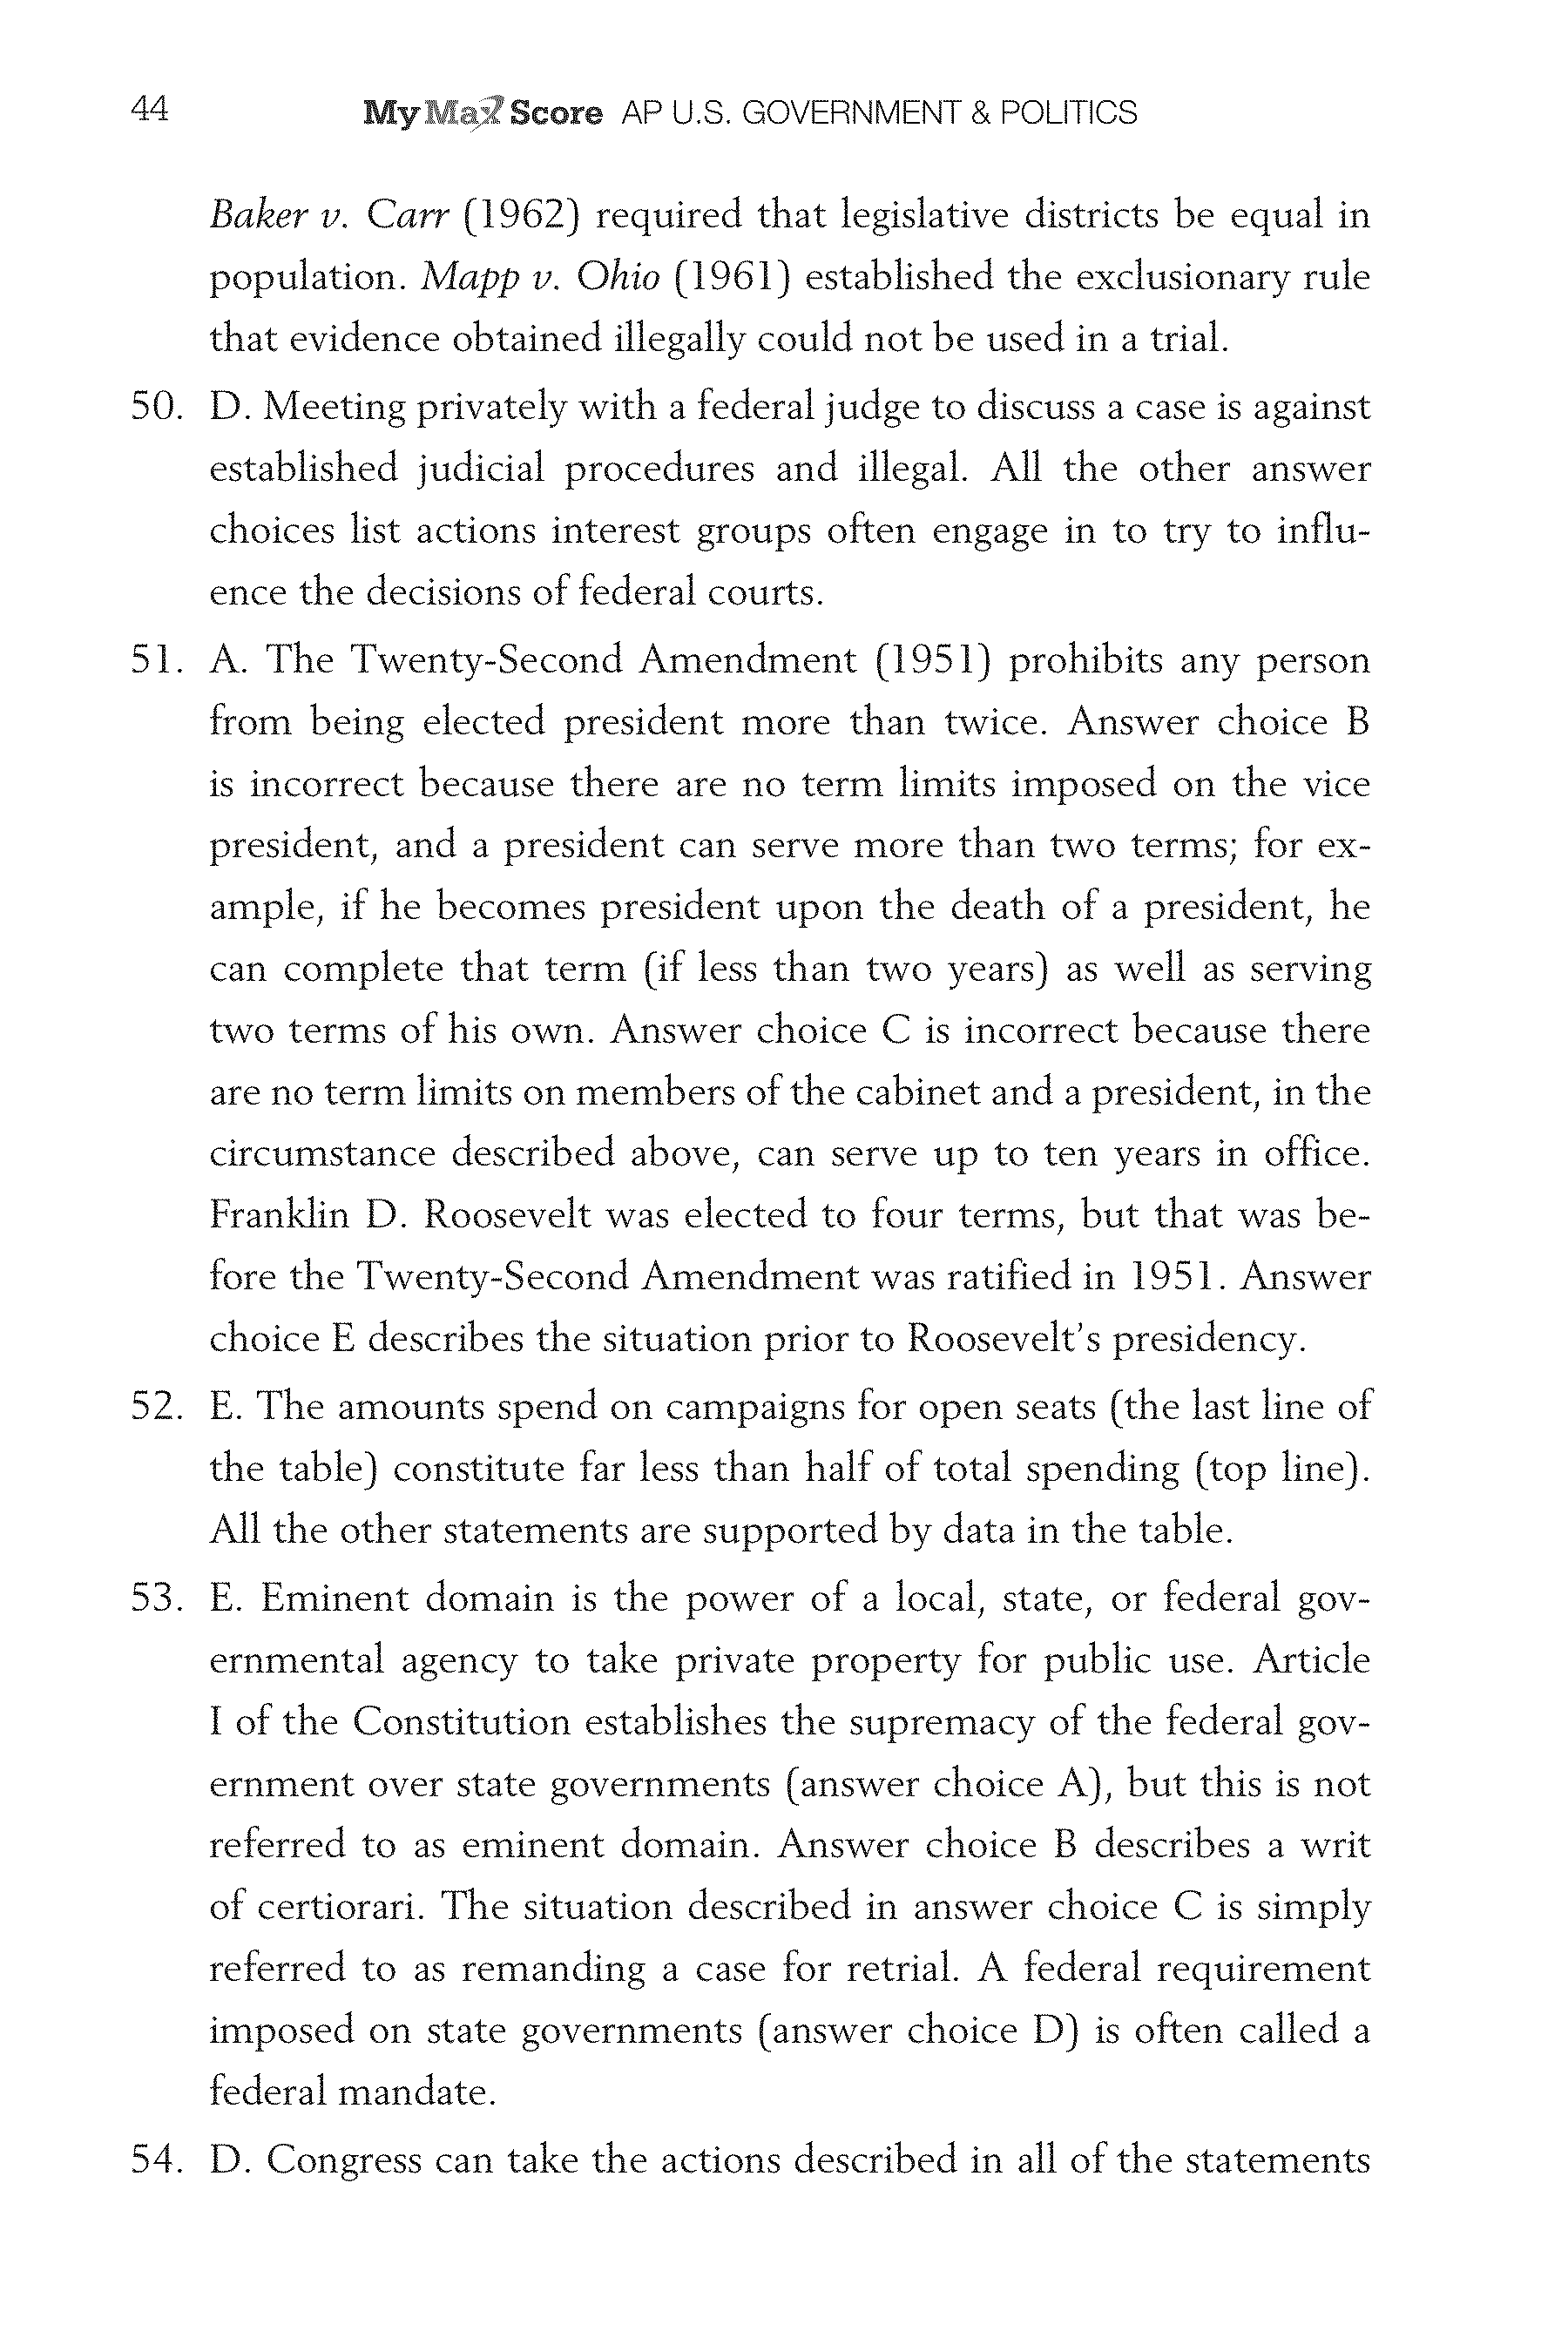 44 MyMaxScore AP U.S. GOVERNMENT & POLITICS
Baker v. Carr (1962) required that legislative districts be equal in
population. Mapp v. Ohio (1961) established the exclusionary rule
that evidence obtained illegally could not be used in a trial.
50. D. Meeting privately with a federal judge to discuss a case is against
established judicial procedures and illegal. All the other answer
choices list actions interest groups often engage in to try to influ-
ence the decisions of federal courts.
51. A. The Twenty-Second Amendment (1951) prohibits any person
from being elected president more than twice. Answer choice B
is incorrect because there are no term limits imposed on the vice
president, and a president can serve more than two terms; for ex-
ample, if he becomes president upon the death of a president, he
can complete that term (if less than two years) as well as serving
two terms of his own. Answer choice C is incorrect because there
are no term limits on members of the cabinet and a president, in the
circumstance described above, can serve up to ten years in office.
Franklin D. Roosevelt was elected to four terms, but that was be-
fore the Twenty-Second Amendment was ratified in 1951. Answer
choice E describes the situation prior to Roosevelt's presidency.
52. E. The amounts spend on campaigns for open seats (the last line of
the table) constitute far less than half of total spending (top line).
All the other statements are supported by data in the table.
53. E. Eminent domain is the power of a local, state, or federal gov-
ernmental agency to take private property for public use. Article
I of the Constitution establishes the supremacy of the federal gov-
ernment over state governments (answer choice A), but this is not
referred to as eminent domain. Answer choice B describes a writ
of certiorari. The situation described in answer choice C is simply
referred to as remanding a case for retrial. A federal requirement
imposed on state governments (answer choice D) is often called a
federal mandate.
54. D. Congress can take the actions described in all of the statements